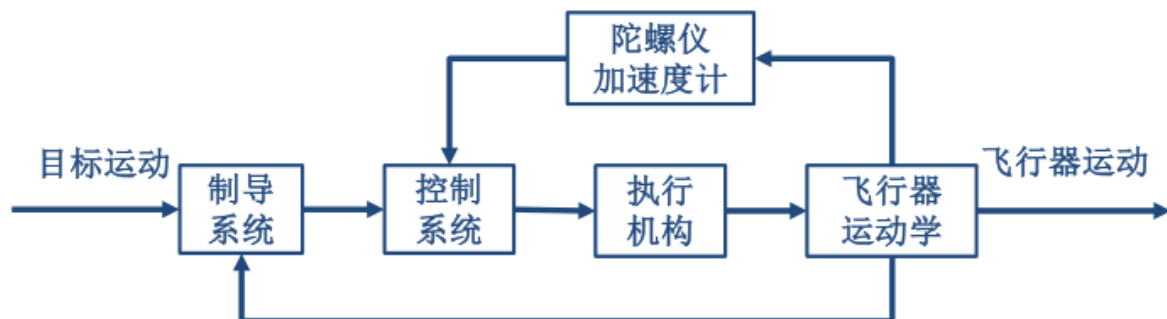 陀螺仪
加速度计
目标运动
制导
系统
控制
系统
执行
机构
飞行器
运动学
飞行器运动